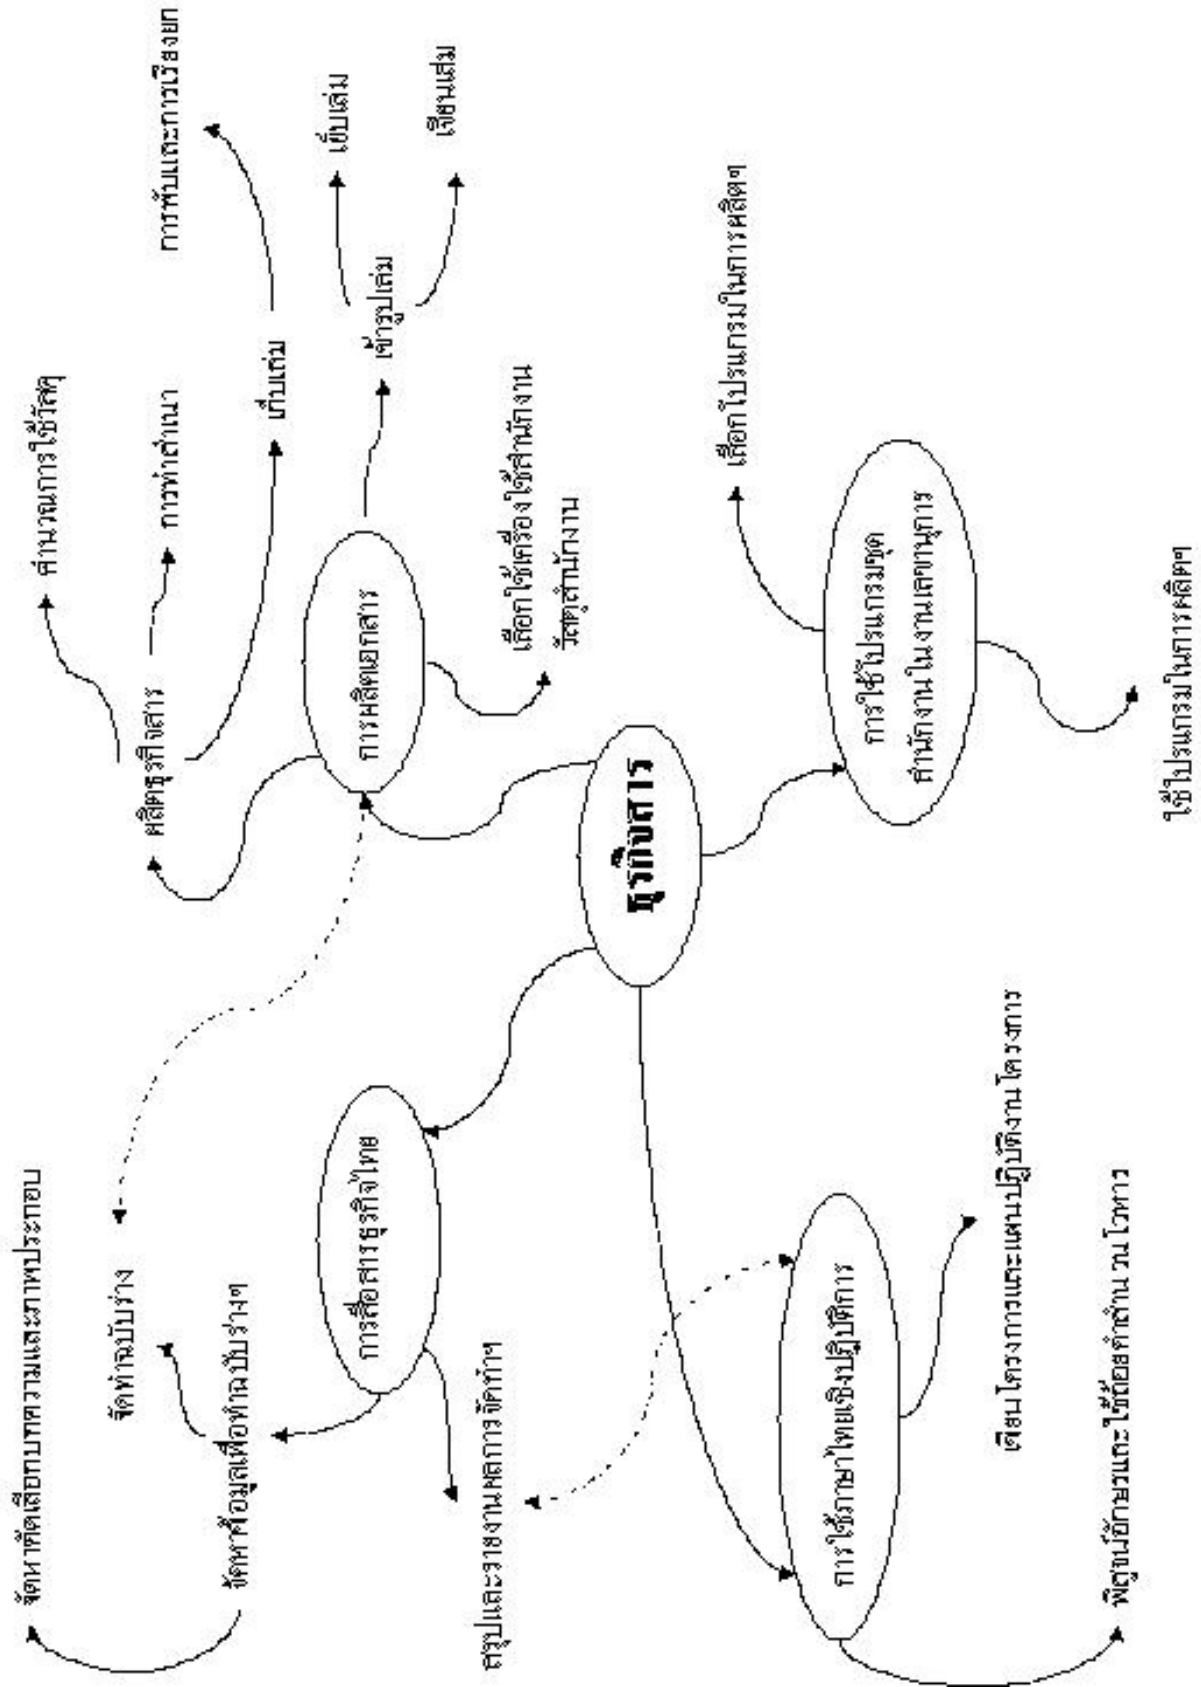 จัดหาคัดเลือกบทความและภาพประกอบ
จัดทำฉบับร่าง
จัดหาข้อมูลเพื่อทำฉบับร่างฯ
การสื่อสารธุรกิจไทย
สรุปและรายงานผลการจัดทำฯ
คำนวณการใช้วัสดุ
ผลิตธุรกิจสาร
การทำสำเนา
เก็บเล่ม
การพับและการเรียงยก
การผลิตเอกสาร
เข้ารูปเล่ม
เย็บเล่ม
เจียนเล่ม
เลือกใช้เครื่องใช้สำนักงาน
วัสดุสำนักงาน
ธุรกิจสาร
การใช้ภาษาไทยเชิงปฏิบัติการ
เขียนโครงการและแผนปฏิบัติงานโครงการ
พิสูจน์อักษรและใช้ถ้อยคำสำนวนโวหาร
เลือกโปรแกรมในการผลิตฯ
การใช้โปรแกรมชุด
สำนักงานในงานเลขานุการ
ใช้โปรแกรมในการผลิตฯ